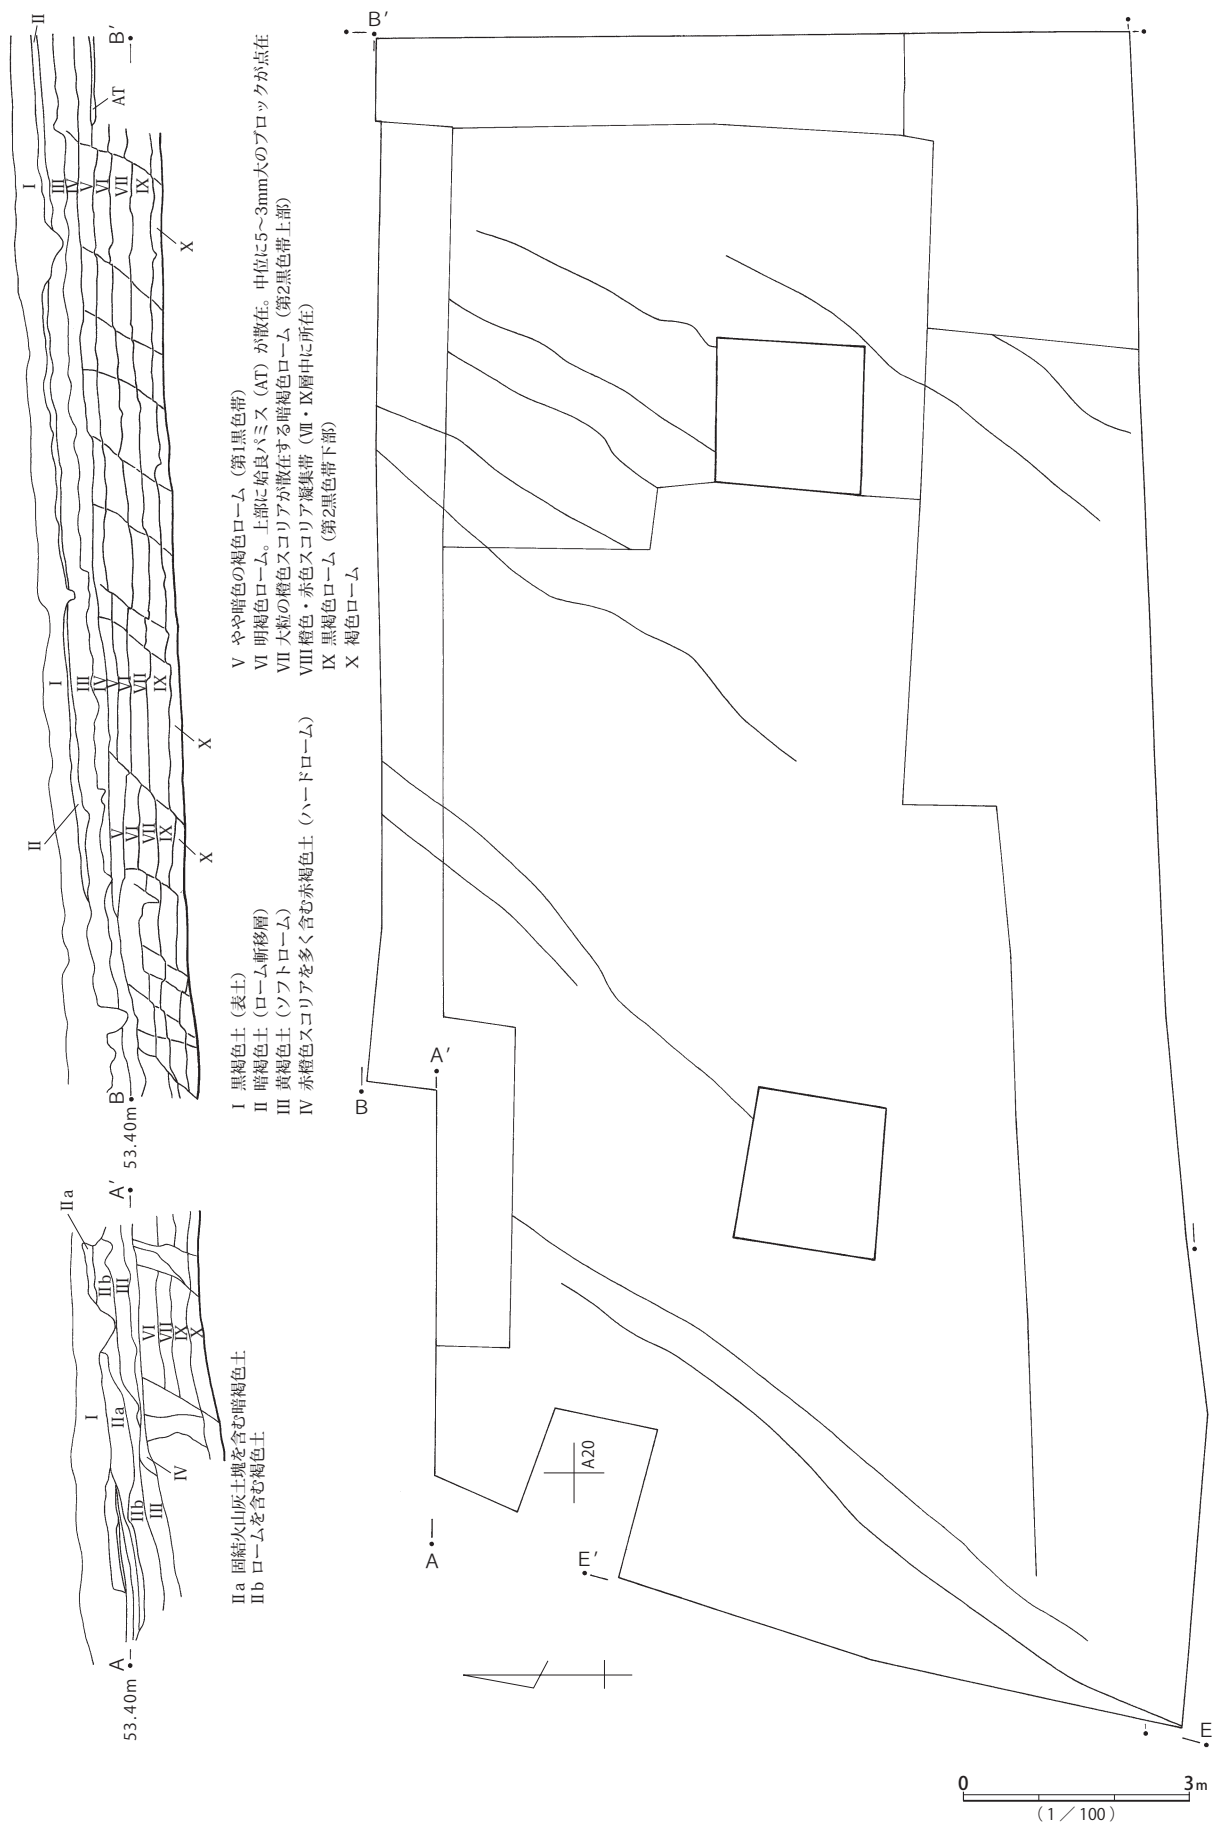 B′
II
B′
AT
I
III
IV
V
VI
VII
IX
X
I
III
IV
V
VI
VII
IX
X
II
V
VI
VII
IX
X
B
53.40m
I 黒褐色土（表土）
II 暗褐色土（ローム斬移層）
III 黄褐色土（ソフトローム）
IV 赤橙色スコリアを多く含む赤褐色土（ハードローム）
V やや暗色の褐色ローム（第1黒色帯）
VI 明褐色ローム。上部に姶良パミス（AT）が散在。中位に5～3mm大のブロックが点在
VII 大粒の橙色スコリアが散在する暗褐色ローム（第2黒色帯上部）
VIII 橙色・赤色スコリア凝集帯（VII・IX層中に所在）
IX 黒褐色ローム（第2黒色帯下部）
X 褐色ローム
A′
B
IIa
A′
IIb
III
VI
VII
IX
X
I
IIa
IV
IIb
III
A
53.40m
IIa 固結火山灰土塊を含む暗褐色土
IIb ロームを含む褐色土
A20
A
E′
E
0 3m
（1／100）